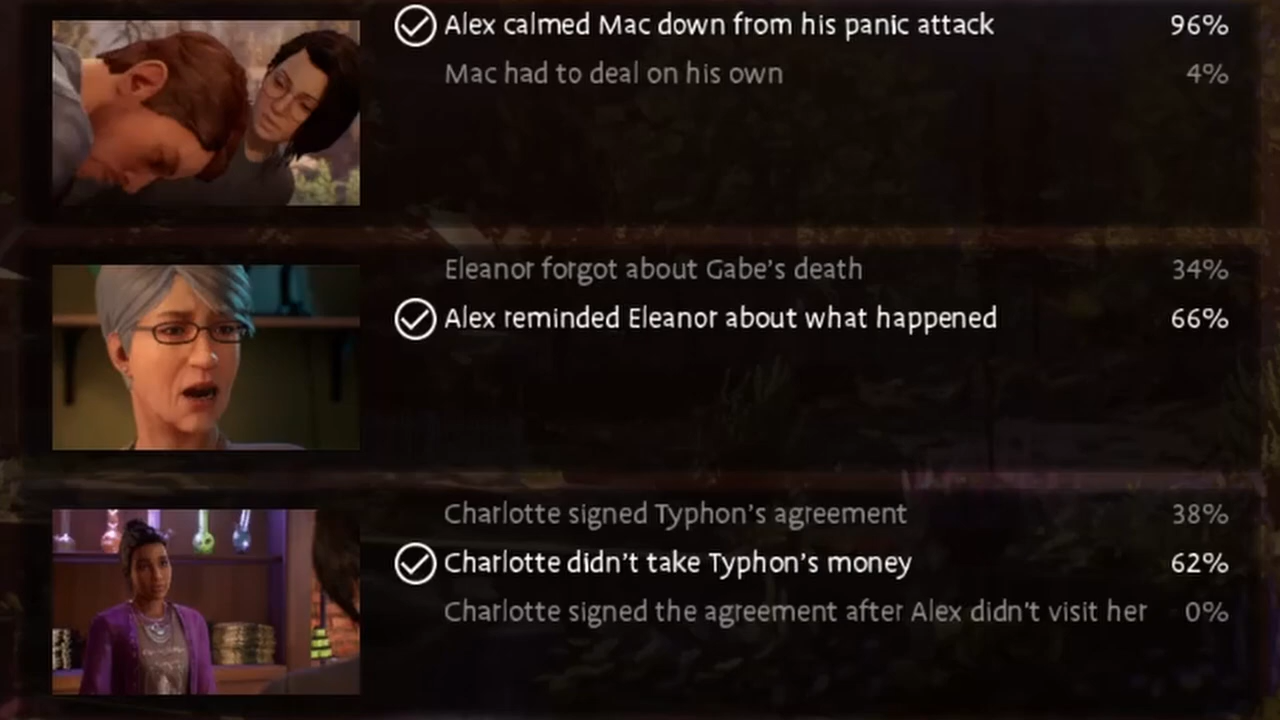 Alex calmed Mac down from his panic attack 96%
Mac had to deal on his own 4%
Eleanor forgot about Gabe's death 34%
Alex reminded Eleanor about what happened 66%
Charlotte signed Typhon's agreement 38%
Charlotte didn't take Typhon's money 62%
Charlotte signed the agreement after Alex didn't visit her 0%